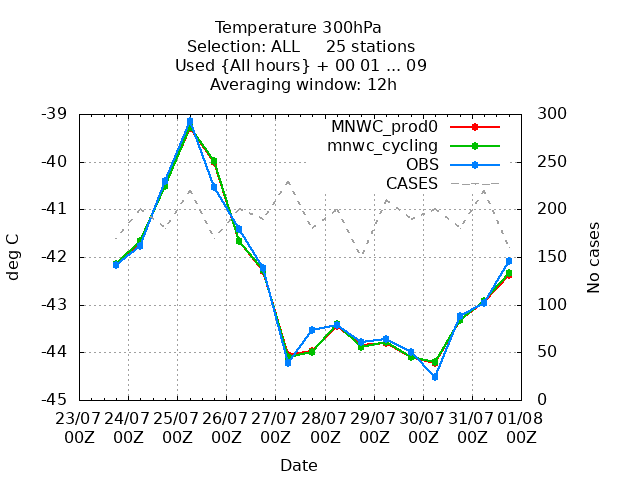 Temperature 300hPa
Selection: ALL     25 stations
Used {All hours} + 00 01 ... 09
Averaging window: 12h
-39
-40
-41
-42
-43
-44
-45
deg C
300
250
200
150
100
50
0
No cases
MNWC_prod0
mnwc_cycling
OBS
CASES
23/07 24/07 25/07 26/07 27/07 28/07 29/07 30/07 31/07 01/08
00Z 00Z 00Z 00Z 00Z 00Z 00Z 00Z 00Z 00Z
Date